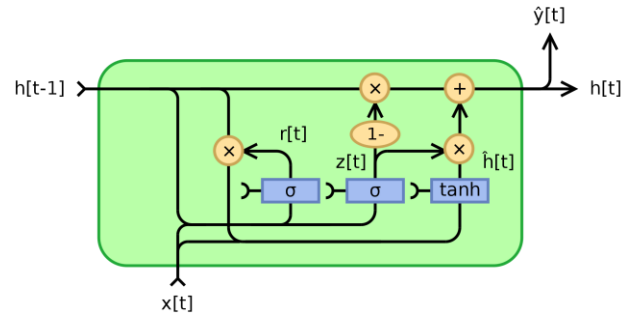 ŷ[t]
h[t-1]
×
+
h[t]
1-
r[t]
×
z[t]
×
ĥ[t]
σ
σ
tanh
x[t]